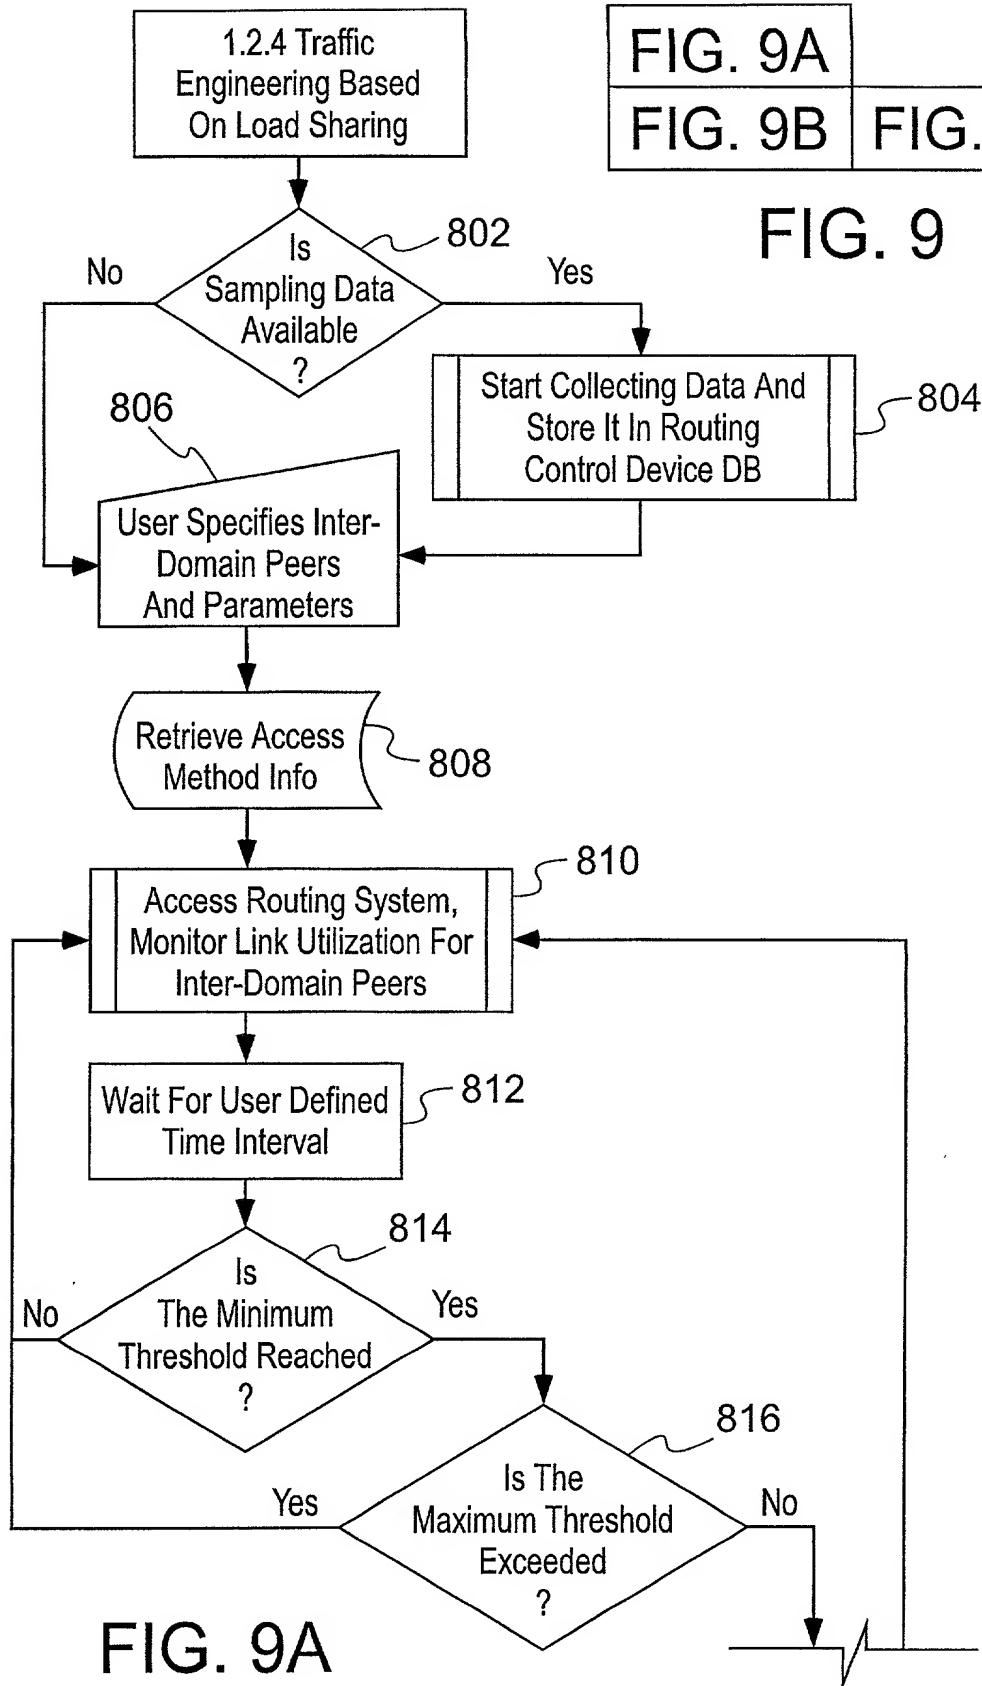 1.2.4 Traffic
Engineering Based
On Load Sharing
FIG. 9A
FIG. 9B
FIG.
FIG. 9
802
Is
Sampling Data
Available
?
No
Yes
804
Start Collecting Data And
Store It In Routing
Control Device DB
806
User Specifies Inter-
Domain Peers
And Parameters
Retrieve Access
Method Info
808
810
Access Routing System,
Monitor Link Utilization For
Inter-Domain Peers
Wait For User Defined
Time Interval
812
814
Is
The Minimum
Threshold Reached
?
No
Yes
816
Is The
Maximum Threshold
Exceeded
?
Yes
No
FIG. 9A